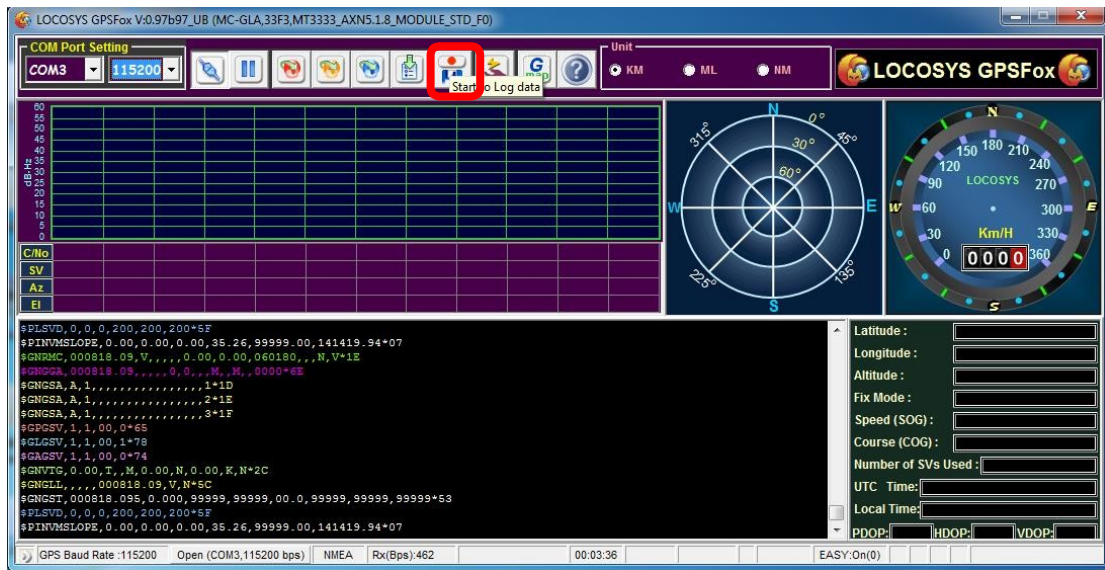 LOCOSYS GPSFox V:0.97b97_UB (MC-GLA,33F3,MT3333_AXN5.1.8_MODULE_STD_F0)
COM Port Setting
COM3 115200
Gmap
Start to Log data
Unit
KM ML NM
LOCOSYS GPSFox
dB-Hz
60
55
50
45
40
35
30
25
20
15
10
5
0
C/No
SV
Az
El
N
0°
315° 30° 45°
60°
W E
225° 135°
S
N
150 180 210
120 240
90 LOCOSYS 270
W 60 300 E
30 Km/H 330
0 0000 360
S
$PLSVD,0,0,0,200,200,200*5F
$PINVMSLOPE,0.00,0.00,0.00,35.26,99999.00,141419.94*07
$GNRMC,000818.09,V,,,,,0.00,0.00,060180,,,N,V*1E
$GNGGA,000818.09,,,,,0,0,,,M,,M,,0000*6E
$GNGSA,A,1,,,,,,,,,,,,,,,,1*1D
$GNGSA,A,1,,,,,,,,,,,,,,,,2*1E
$GNGSA,A,1,,,,,,,,,,,,,,,,3*1F
$GPGSV,1,1,00,0*65
$GLGSV,1,1,00,1*78
$GAGSV,1,1,00,0*74
$GNVTG,0.00,T,,M,0.00,N,0.00,K,N*2C
$GNGLL,,,,,000818.09,V,N*5C
$GNGST,000818.095,0.000,99999,99999,00.0,99999,99999,99999*53
$PLSVD,0,0,0,200,200,200*5F
$PINVMSLOPE,0.00,0.00,0.00,35.26,99999.00,141419.94*07
Latitude :
Longitude :
Altitude :
Fix Mode :
Speed (SOG) :
Course (COG) :
Number of SVs Used :
UTC Time:
Local Time:
PDOP: HDOP: VDOP:
GPS Baud Rate :115200 Open (COM3,115200 bps) NMEA Rx(Bps):462 00:03:36 EASY:On(0)